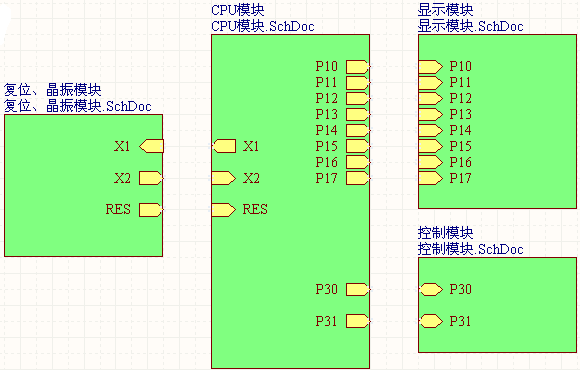 复位、晶振模块
复位、晶振模块.SchDoc
X1
X2
RES
CPU模块
CPU模块.SchDoc
P10
P11
P12
P13
P14
P15
P16
P17
X1
X2
RES
P30
P31
显示模块
显示模块.SchDoc
P10
P11
P12
P13
P14
P15
P16
P17
控制模块
控制模块.SchDoc
P30
P31